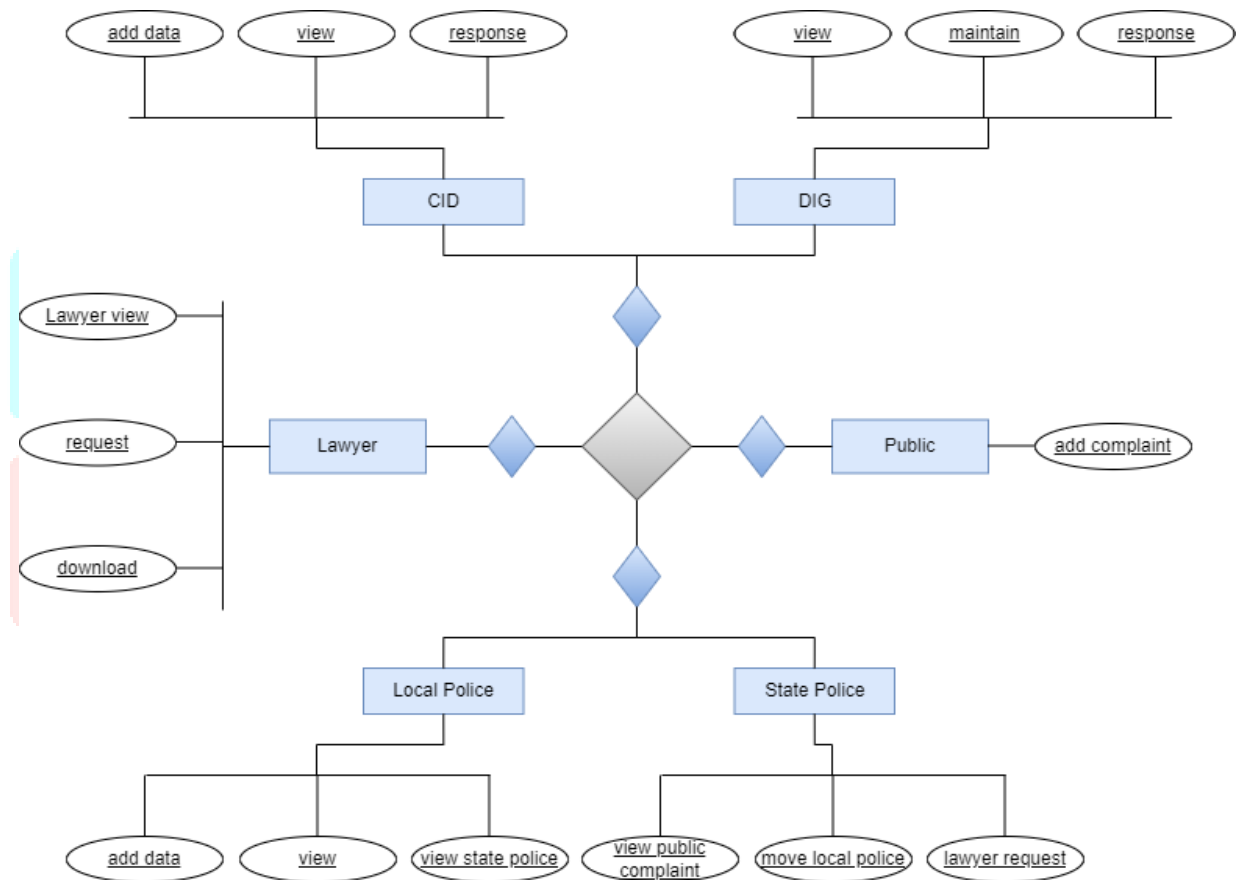 add data
view
response
view
maintain
response
CID
DIG
Lawyer view
request
Lawyer
Public
add complaint
download
Local Police
State Police
add data
view
view state police
view public
complaint
move local police
lawyer request